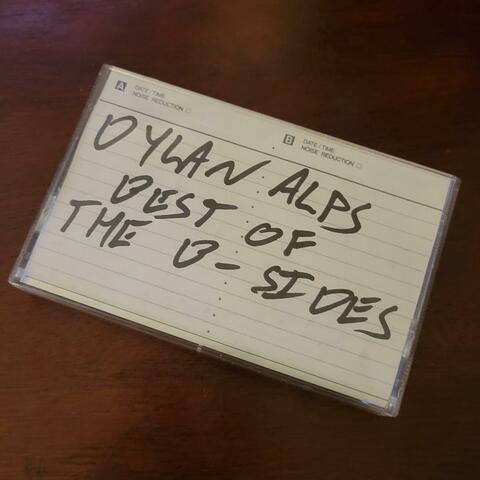 A DATE/TIME
NOISE REDUCTION
B DATE/TIME
NOISE REDUCTION
DYLAN ALPS
BEST OF
THE B-SIDES